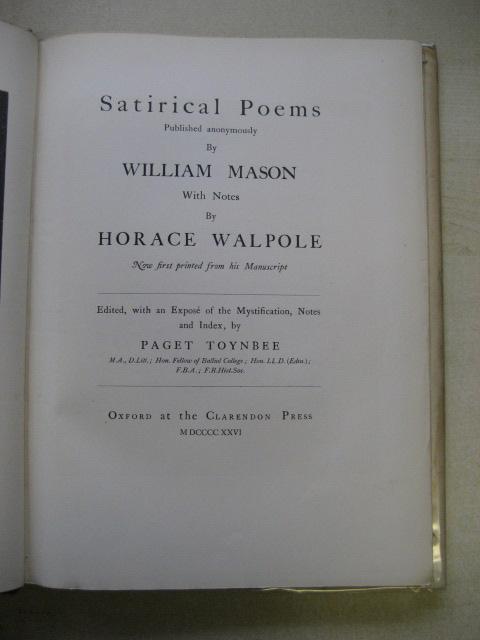 Satirical Poems
Published anonymously
By
WILLIAM MASON
With Notes
By
HORACE WALPOLE
Now first printed from his Manuscript
Edited, with an Exposé of the Mystification, Notes
and Index, by
PAGET TOYNBEE
M.A., D.Litt.; Hon. Fellow of Balliol College; Hon. LL.D. (Edin.);
F.B.A.; F.R.Hist.Soc.
OXFORD at the CLARENDON PRESS
MDCCCCXXVI